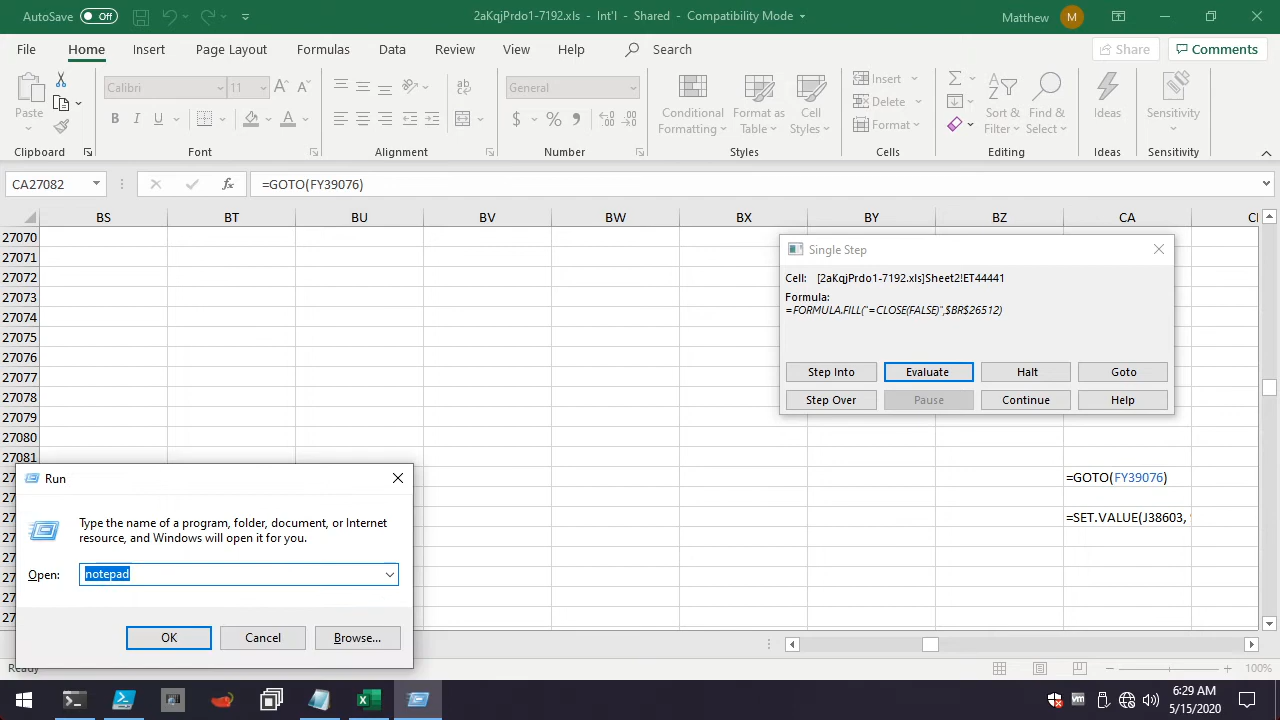 AutoSave Off 2aKqjPrdo1-7192.xls - Int'l - Shared - Compatibility Mode Matthew M
File Home Insert Page Layout Formulas Data Review View Help Search Share Comments
Paste Calibri 11 General Conditional Formatting Format as Table Cell Styles Insert Delete Format Sort & Filter Find & Select Ideas Sensitivity
Clipboard Font Alignment Number Styles Cells Editing Ideas Sensitivity
CA27082 fx =GOTO(FY39076)
BS BT BU BV BW BX BY BZ CA
27070
27071
27072
27073
27074
27075
27076
27077
27078
27079
27080
27081
Single Step
Cell: [2aKqjPrdo1-7192.xls]Sheet2!ET44441
Formula:
=FORMULA.FILL("=CLOSE(FALSE)",$BR$26512)
Step Into Evaluate Halt Goto
Step Over Pause Continue Help
=GOTO(FY39076)
=SET.VALUE(J38603,
Run
Type the name of a program, folder, document, or Internet
resource, and Windows will open it for you.
Open: notepad
OK Cancel Browse...
Ready 100%
6:29 AM
5/15/2020